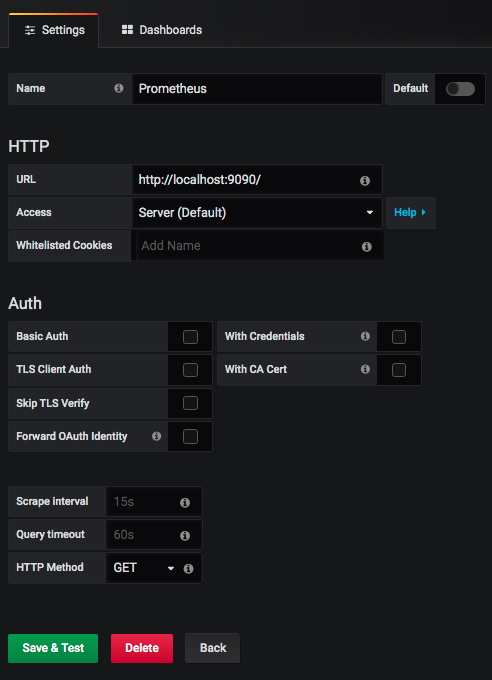 Settings Dashboards
Name Prometheus Default
HTTP
URL http://localhost:9090/
Access Server (Default) Help
Whitelisted Cookies Add Name
Auth
Basic Auth With Credentials
TLS Client Auth With CA Cert
Skip TLS Verify
Forward OAuth Identity
Scrape interval 15s
Query timeout 60s
HTTP Method GET
Save & Test Delete Back